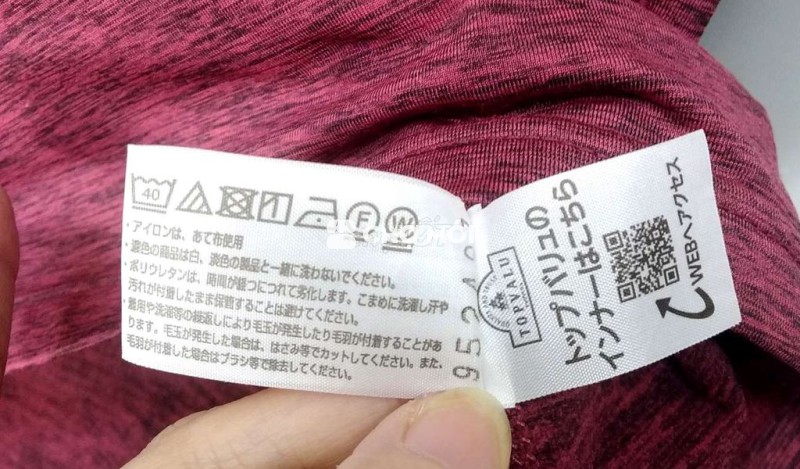 40
F
W
・アイロンは、あて布使用
・濃色の商品は白、淡色の製品と一緒に洗わないでください。
・ポリウレタンは、時間が経つにつれて劣化します。こまめに洗濯し汗や
汚れが付着したまま保管することは避けてください。
・着用や洗濯等の繰返しにより毛玉が発生したり毛羽が付着することがあ
ります。毛玉が発生した場合は、はさみ等でカットしてください。また、
毛羽が付着した場合はブラシ等で除去してください。
TOPVALU
トップバリュの
インナーはこちら
WEBへアクセス